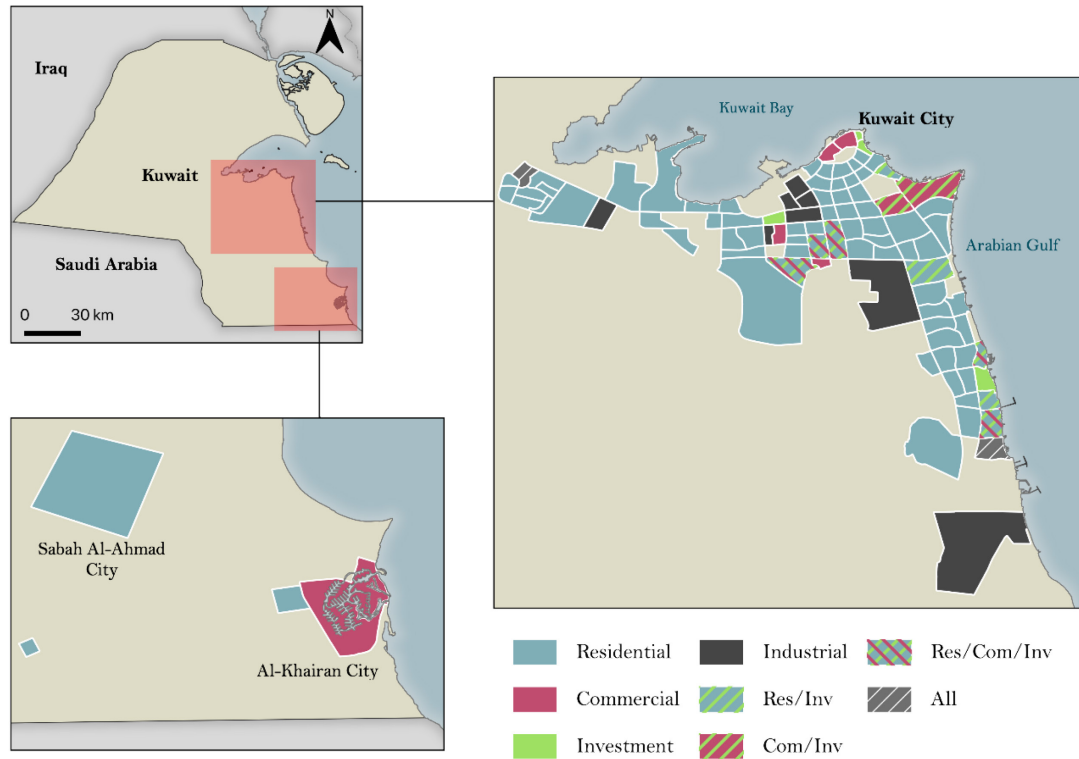 N
Iraq
Kuwait
Saudi Arabia
0 30 km
Kuwait Bay
Kuwait City
Arabian Gulf
Sabah Al-Ahmad
City
Al-Khairan City
Residential
Industrial
Res/Com/Inv
Commercial
Res/Inv
All
Investment
Com/Inv